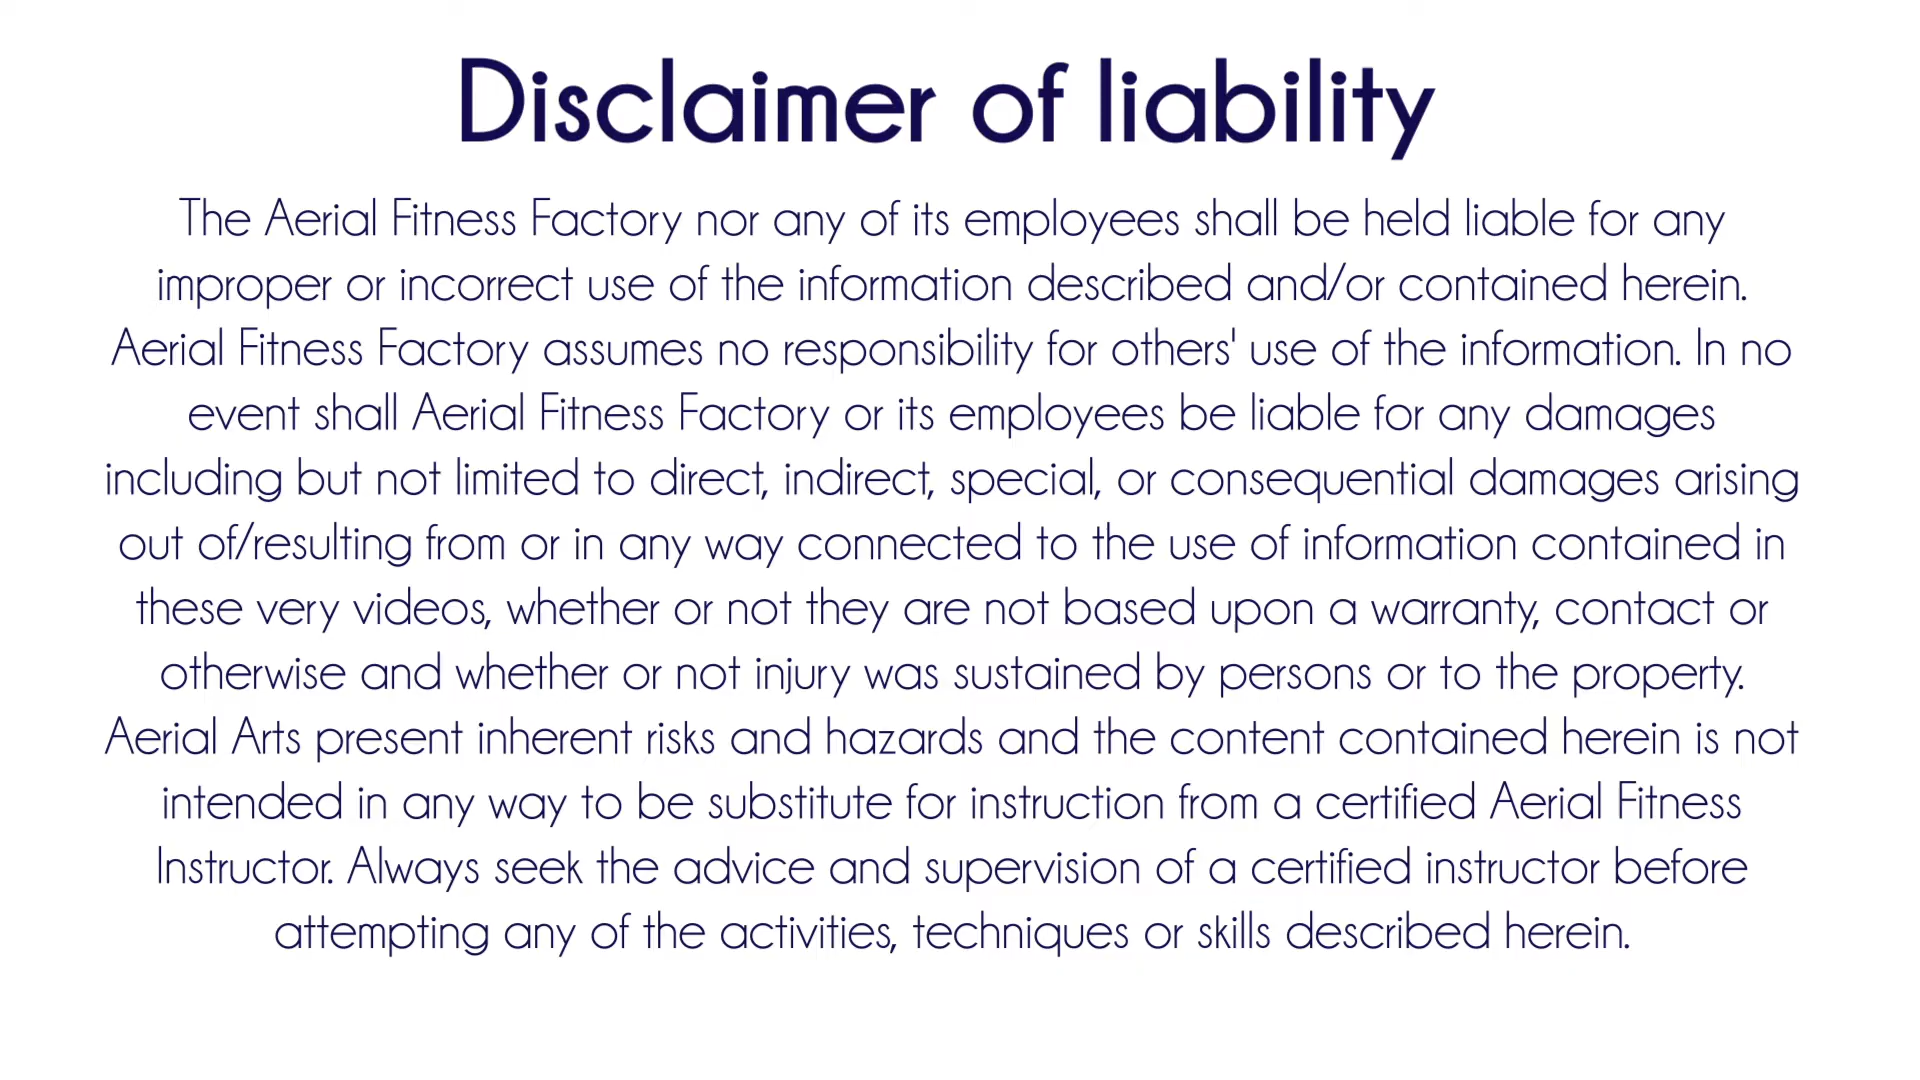 Disclaimer of liability
The Aerial Fitness Factory nor any of its employees shall be held liable for any
improper or incorrect use of the information described and/or contained herein.
Aerial Fitness Factory assumes no responsibility for others' use of the information. In no
event shall Aerial Fitness Factory or its employees be liable for any damages
including but not limited to direct, indirect, special, or consequential damages arising
out of/resulting from or in any way connected to the use of information contained in
these very videos, whether or not they are not based upon a warranty, contact or
otherwise and whether or not injury was sustained by persons or to the property.
Aerial Arts present inherent risks and hazards and the content contained herein is not
intended in any way to be substitute for instruction from a certified Aerial Fitness
Instructor. Always seek the advice and supervision of a certified instructor before
attempting any of the activities, techniques or skills described herein.